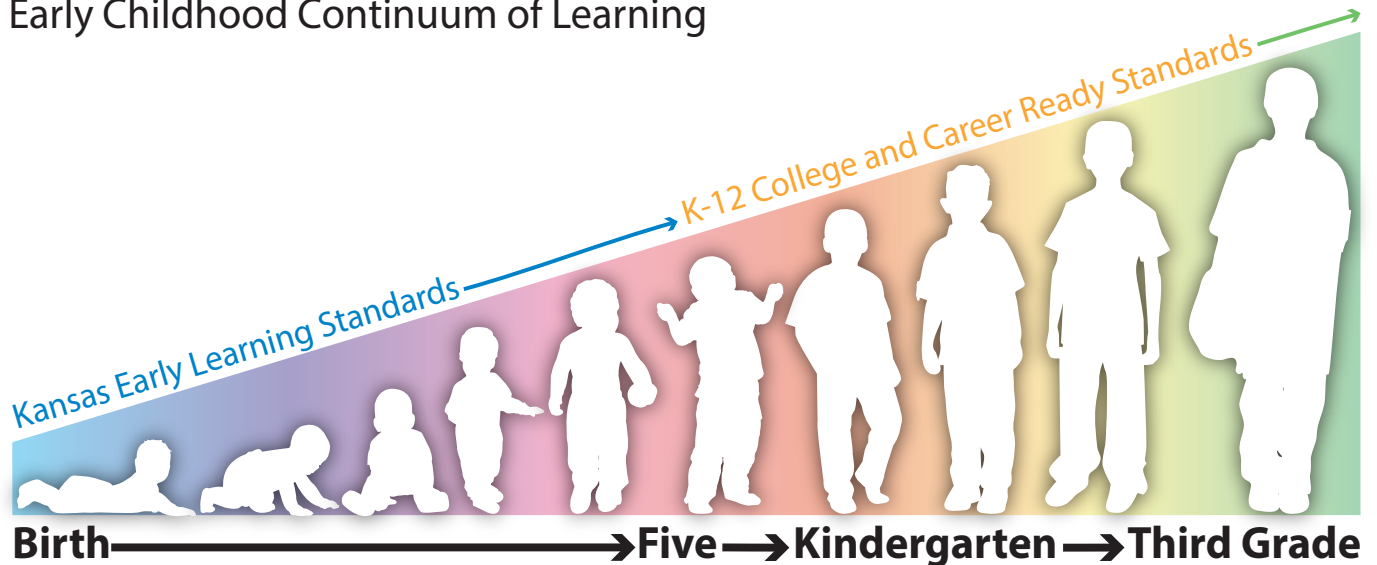 Early Childhood Continuum of Learning
Kansas Early Learning Standards
K-12 College and Career Ready Standards
Birth Five Kindergarten Third Grade